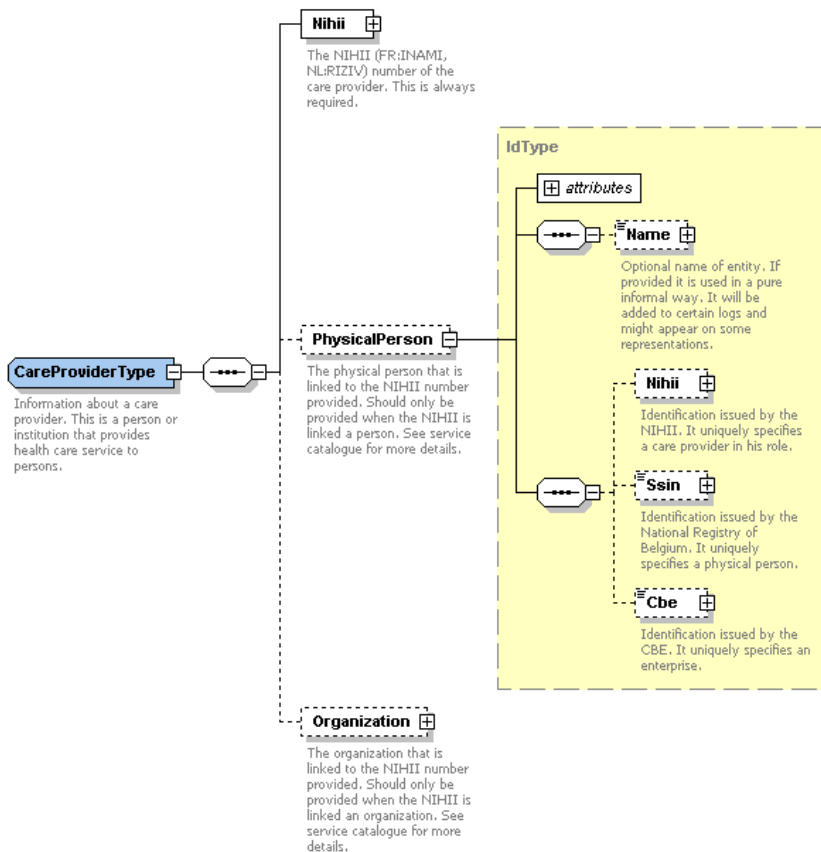 Nihii
The NIHII (FR:INAMI,
NL:RIZIV) number of the
care provider. This is always
required.
IdType
attributes
Name
Optional name of entity. If
provided it is used in a pure
informal way. It will be
added to certain logs and
might appear on some
representations.
PhysicalPerson
The physical person that is
linked to the NIHII number
provided. Should only be
provided when the NIHII is
linked a person. See service
catalogue for more details.
CareProviderType
Information about a care
provider. This is a person or
institution that provides
health care service to
persons.
Nihii
Identification issued by the
NIHII. It uniquely specifies
a care provider in his role.
Ssin
Identification issued by the
National Registry of
Belgium. It uniquely
specifies a physical person.
Cbe
Identification issued by the
CBE. It uniquely specifies an
enterprise.
Organization
The organization that is
linked to the NIHII number
provided. Should only be
provided when the NIHII is
linked an organization. See
service catalogue for more
details.